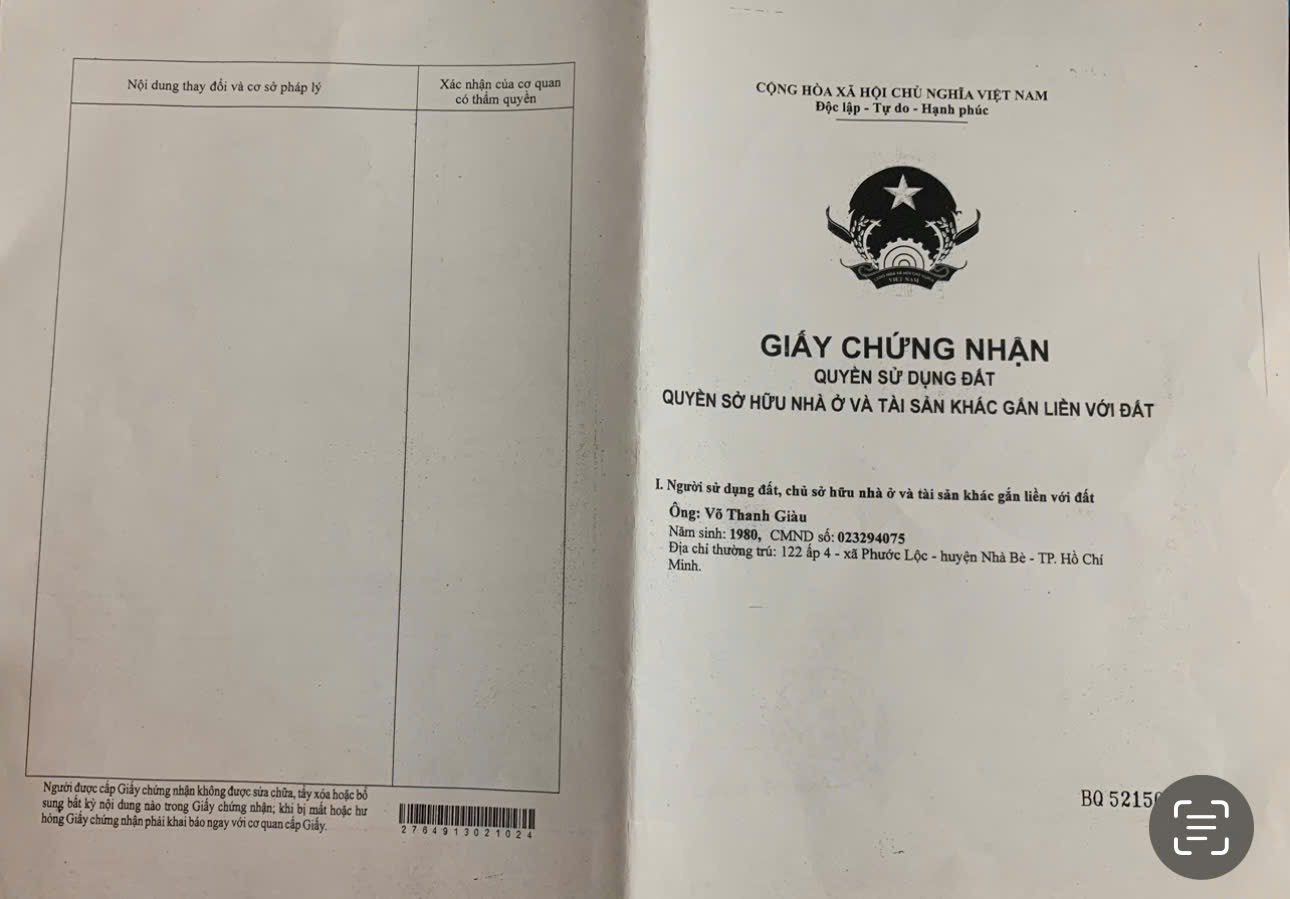 Nội dung thay đổi và cơ sở pháp lý
Xác nhận của cơ quan
có thẩm quyền
Người được cấp Giấy chứng nhận không được sửa chữa, tẩy xóa hoặc bổ
sung bất kỳ nội dung nào trong Giấy chứng nhận; khi bị mất hoặc hư
hỏng Giấy chứng nhận phải khai báo ngay với cơ quan cấp Giấy.
2764913021024
CỘNG HÒA XÃ HỘI CHỦ NGHĨA VIỆT NAM
Độc lập - Tự do - Hạnh phúc
VIỆT NAM
GIẤY CHỨNG NHẬN
QUYỀN SỬ DỤNG ĐẤT
QUYỀN SỞ HỮU NHÀ Ở VÀ TÀI SẢN KHÁC GẮN LIỀN VỚI ĐẤT
I. Người sử dụng đất, chủ sở hữu nhà ở và tài sản khác gắn liền với đất
Ông: Võ Thanh Giàu
Năm sinh: 1980, CMND số: 023294075
Địa chỉ thường trú: 122 ấp 4 - xã Phước Lộc - huyện Nhà Bè - TP. Hồ Chí
Minh.
BQ 5215